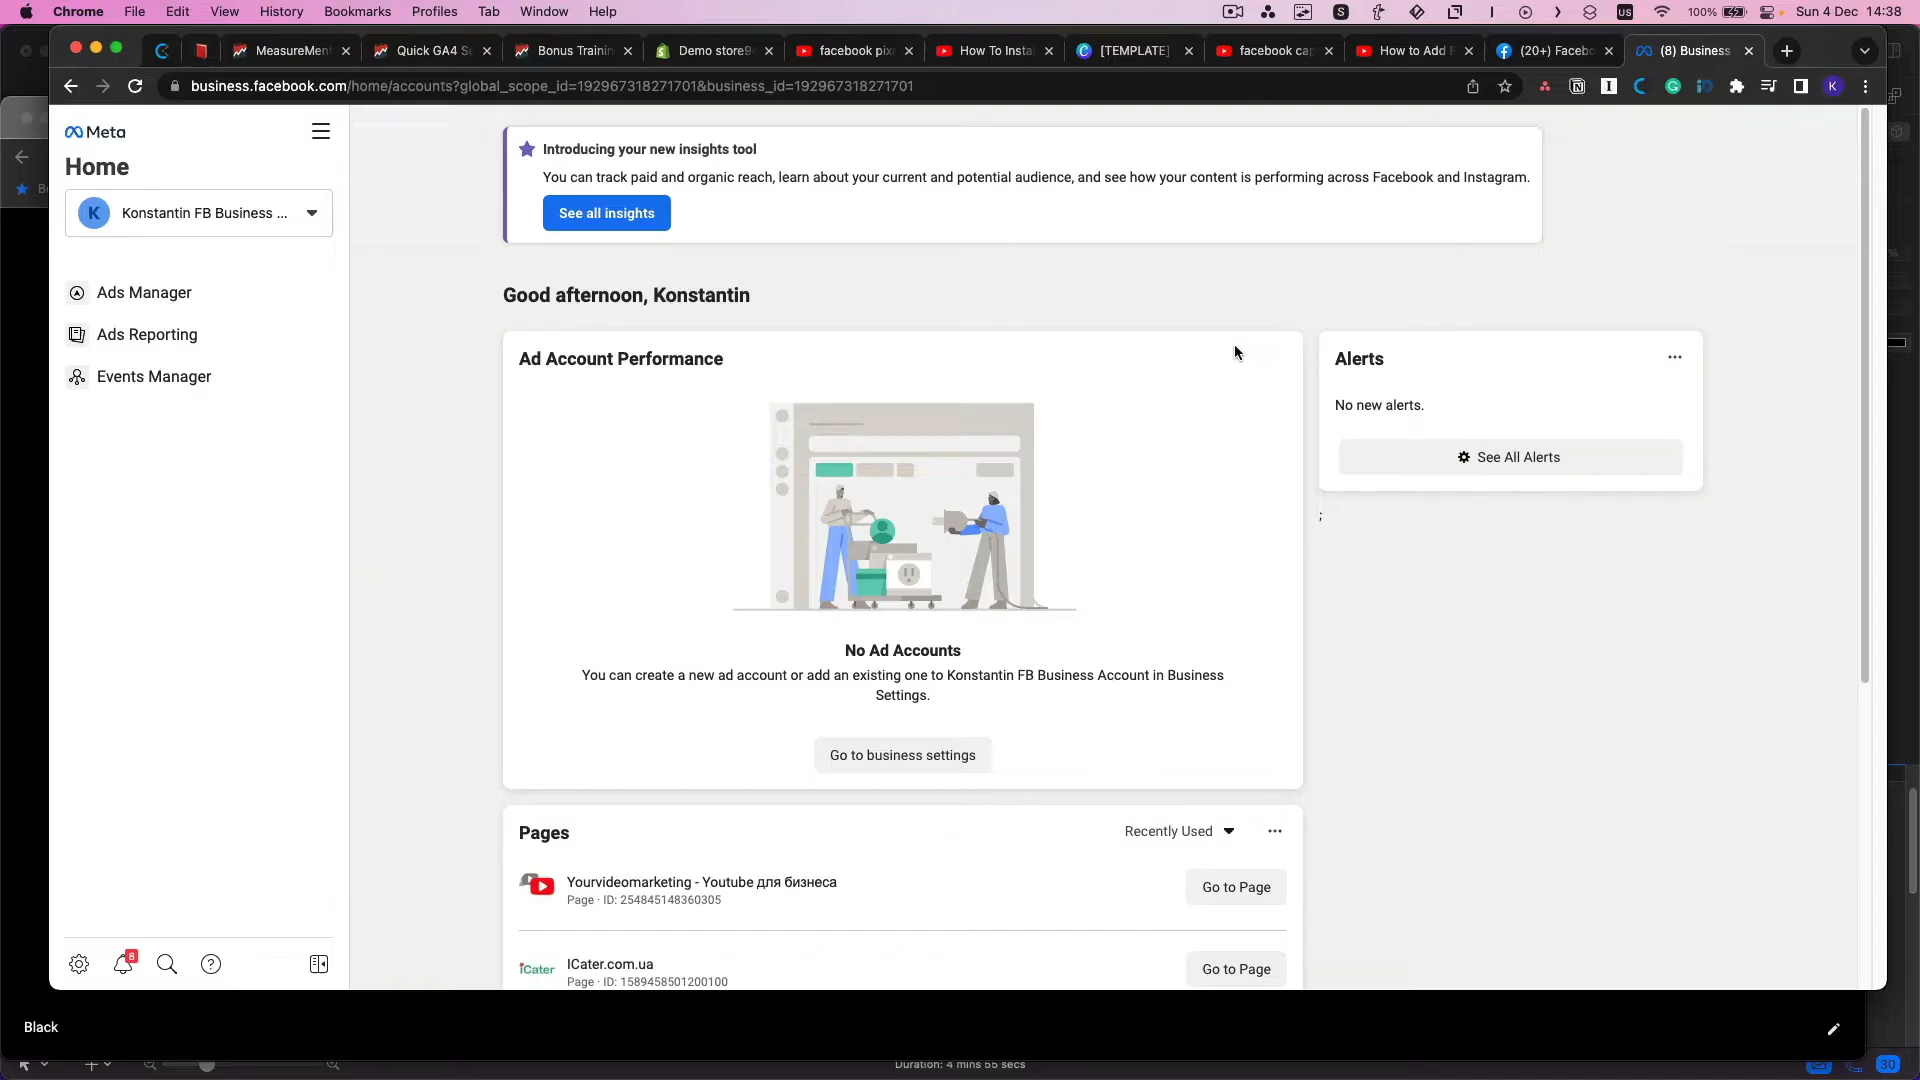 Chrome File Edit View History Bookmarks Profiles Tab Window Help
S US 100% Sun 4 Dec 14:38
MeasureMen Quick GA4 Se Bonus Trainin Demo store9 facebook pix How To Insta [TEMPLATE] facebook cap How to Add F (20+) Facebo (8) Business
business.facebook.com/home/accounts?global_scope_id=192967318271701&business_id=192967318271701
K
Meta
Home
K Konstantin FB Business ...
Ads Manager
Ads Reporting
Events Manager
8
Introducing your new insights tool
You can track paid and organic reach, learn about your current and potential audience, and see how your content is performing across Facebook and Instagram.
See all insights
Good afternoon, Konstantin
Ad Account Performance
No Ad Accounts
You can create a new ad account or add an existing one to Konstantin FB Business Account in Business
Settings.
Go to business settings
Alerts
No new alerts.
See All Alerts
;
Pages
Recently Used
Yourvideomarketing - Youtube для бизнеса
Page · ID: 254845148360305
Go to Page
iCater
ICater.com.ua
Page · ID: 1589458501200100
Go to Page
Black
Duration: 4 mins 55 secs
30